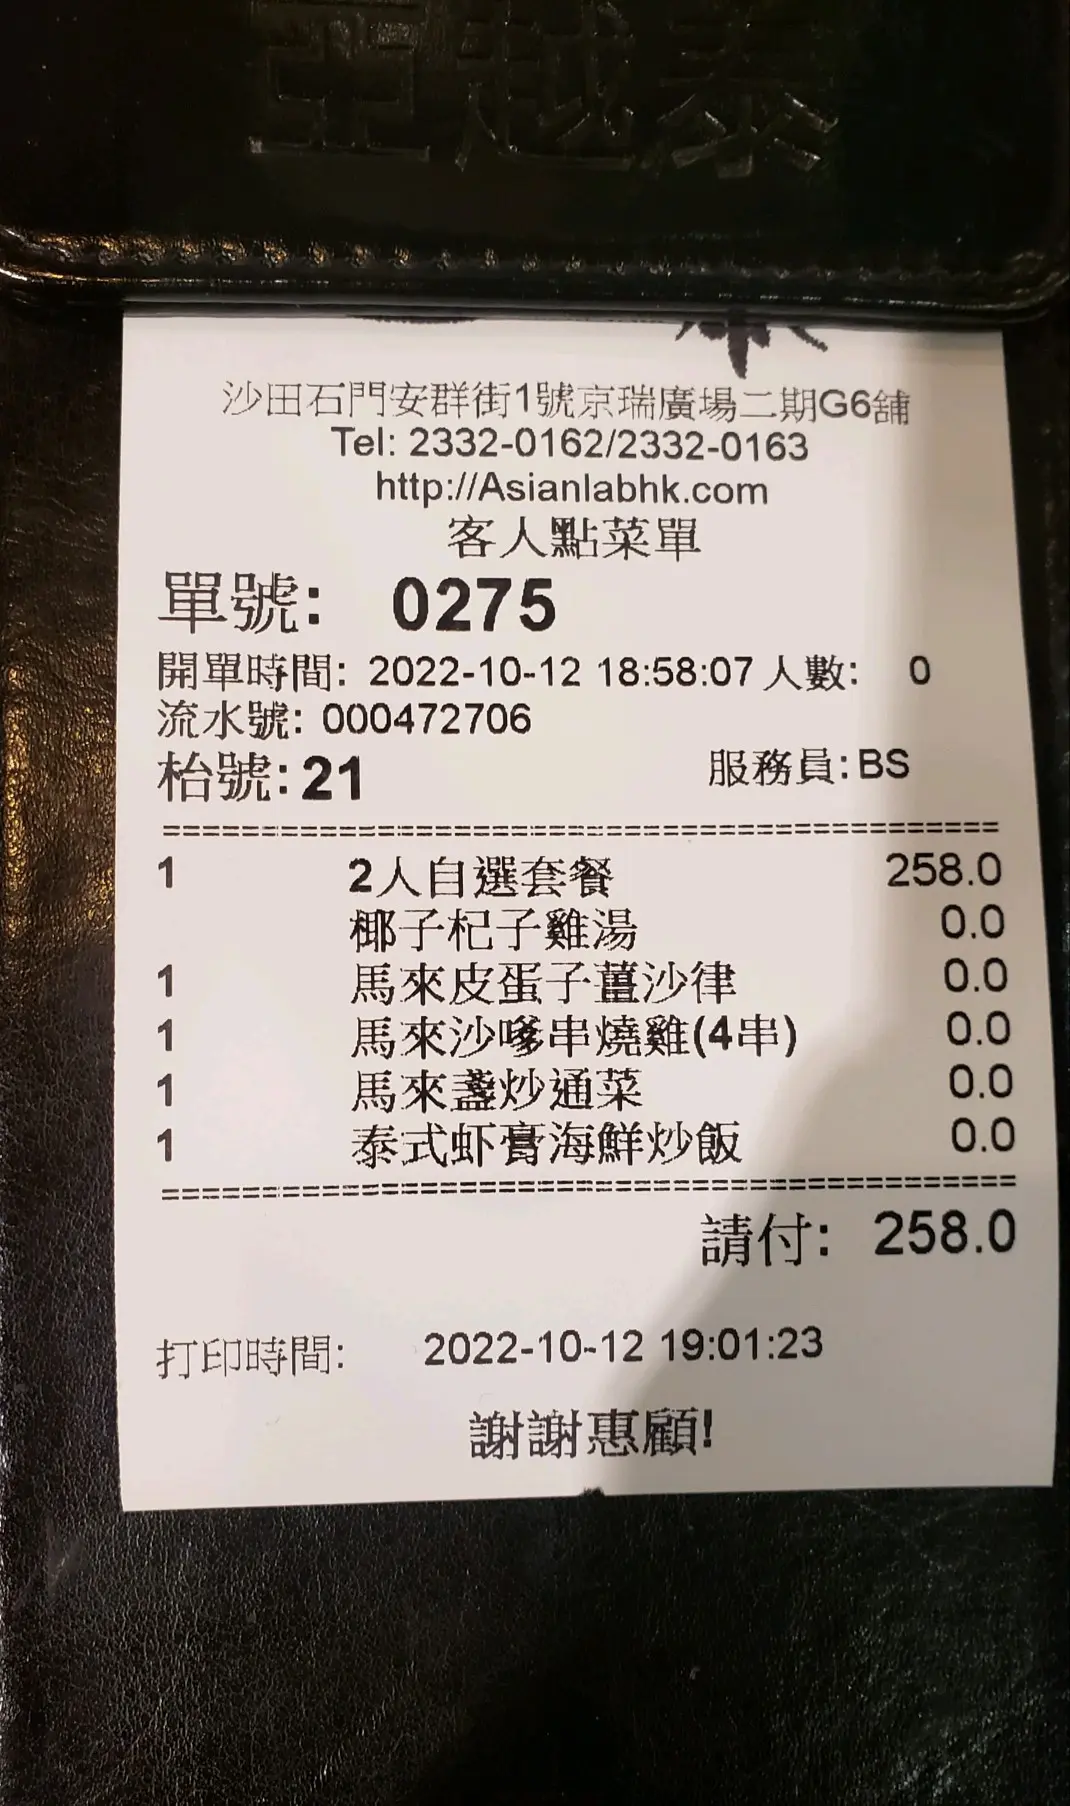 亞越泰
沙田石門安群街1號京瑞廣場二期G6舖
Tel: 2332-0162/2332-0163
http://Asianlabhk.com
客人點菜單
單號: 0275
開單時間: 2022-10-12 18:58:07 人數: 0
流水號: 000472706
枱號: 21 服務員: BS
1 2人自選套餐 258.0
椰子杞子雞湯 0.0
1 馬來皮蛋子薑沙律 0.0
1 馬來沙嗲串燒雞(4串) 0.0
1 馬來盞炒通菜 0.0
1 泰式虾膏海鮮炒飯 0.0
請付: 258.0
打印時間: 2022-10-12 19:01:23
謝謝惠顧!